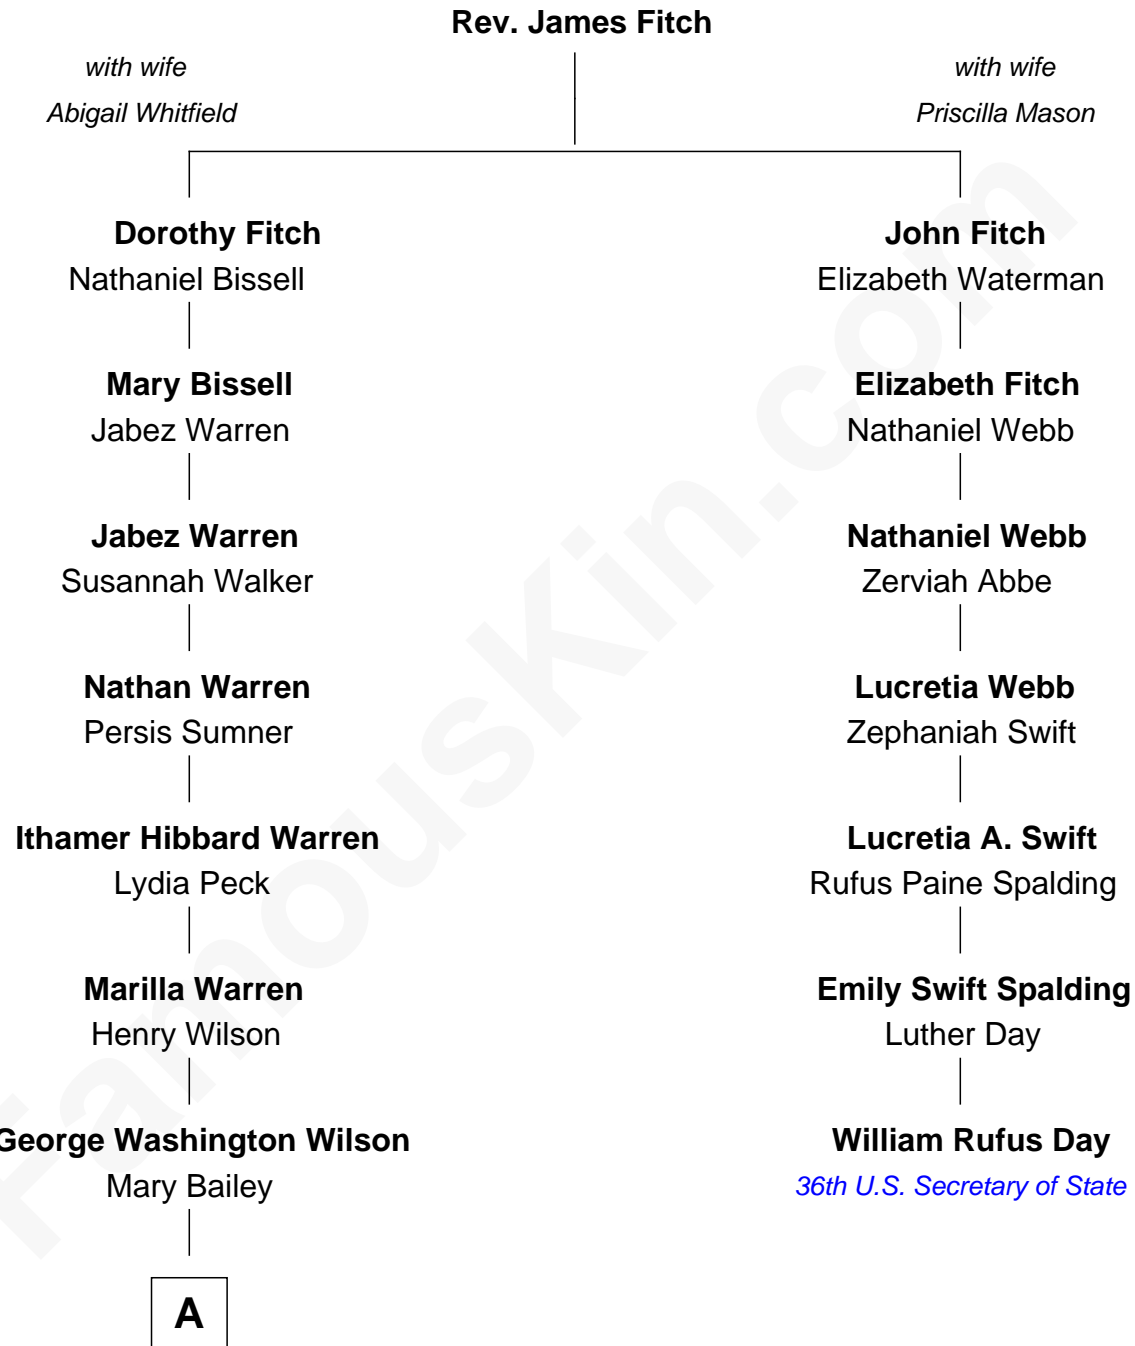 Rev. James Fitch
with wife
Abigail Whitfield
with wife
Priscilla Mason
Dorothy Fitch
Nathaniel Bissell
John Fitch
Elizabeth Waterman
Mary Bissell
Jabez Warren
Elizabeth Fitch
Nathaniel Webb
Jabez Warren
Susannah Walker
Nathaniel Webb
Zerviah Abbe
Nathan Warren
Persis Sumner
Lucretia Webb
Zephaniah Swift
Ithamer Hibbard Warren
Lydia Peck
Lucretia A. Swift
Rufus Paine Spalding
Marilla Warren
Henry Wilson
Emily Swift Spalding
Luther Day
George Washington Wilson
Mary Bailey
William Rufus Day
36th U.S. Secretary of State
A
FamousKin.com